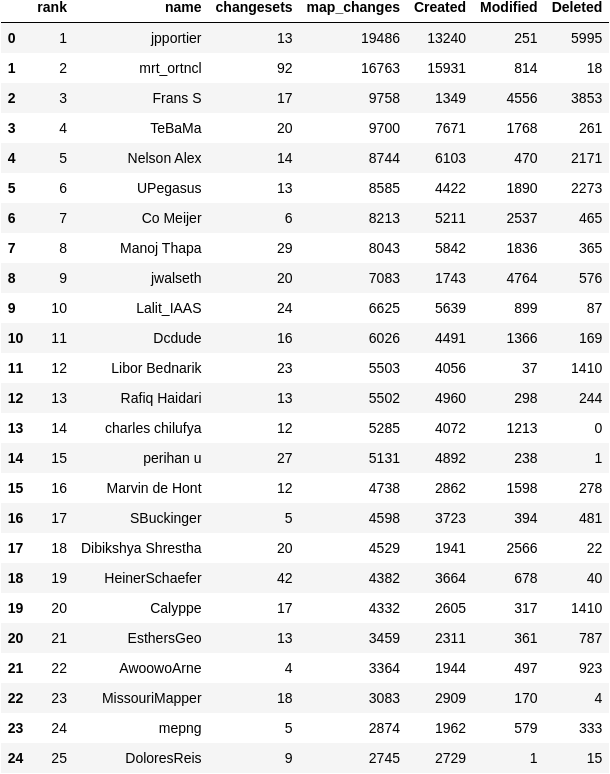 rank name changesets map_changes Created Modified Deleted
0 1 jpportier 13 19486 13240 251 5995
1 2 mrt_ortncl 92 16763 15931 814 18
2 3 Frans S 17 9758 1349 4556 3853
3 4 TeBaMa 20 9700 7671 1768 261
4 5 Nelson Alex 14 8744 6103 470 2171
5 6 UPegasus 13 8585 4422 1890 2273
6 7 Co Meijer 6 8213 5211 2537 465
7 8 Manoj Thapa 29 8043 5842 1836 365
8 9 jwalseth 20 7083 1743 4764 576
9 10 Lalit_IAAS 24 6625 5639 899 87
10 11 Dcdude 16 6026 4491 1366 169
11 12 Libor Bednarik 23 5503 4056 37 1410
12 13 Rafiq Haidari 13 5502 4960 298 244
13 14 charles chilufya 12 5285 4072 1213 0
14 15 perihan u 27 5131 4892 238 1
15 16 Marvin de Hont 12 4738 2862 1598 278
16 17 SBuckinger 5 4598 3723 394 481
17 18 Dibikshya Shrestha 20 4529 1941 2566 22
18 19 HeinerSchaefer 42 4382 3664 678 40
19 20 Calyppe 17 4332 2605 317 1410
20 21 EsthersGeo 13 3459 2311 361 787
21 22 AwoowoArne 4 3364 1944 497 923
22 23 MissouriMapper 18 3083 2909 170 4
23 24 mepng 5 2874 1962 579 333
24 25 DoloresReis 9 2745 2729 1 15